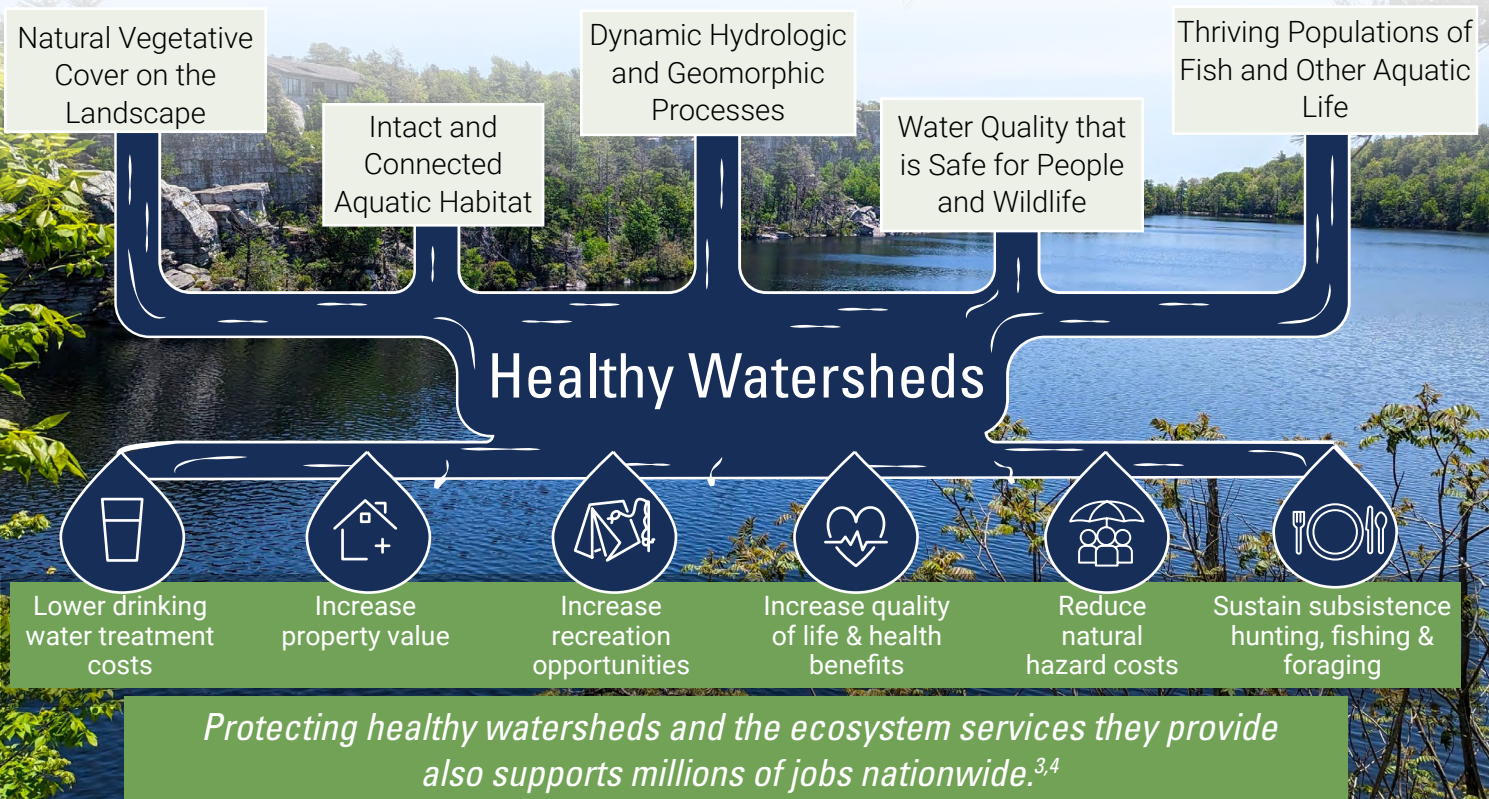 Natural Vegetative
Cover on the
Landscape
Intact and
Connected
Aquatic Habitat
Dynamic Hydrologic
and Geomorphic
Processes
Water Quality that
is Safe for People
and Wildlife
Thriving Populations of
Fish and Other Aquatic
Life
Healthy Watersheds
Lower drinking
water treatment
costs
Increase
property value
Increase
recreation
opportunities
Increase quality
of life & health
benefits
Reduce
natural
hazard costs
Sustain subsistence
hunting, fishing &
foraging
Protecting healthy watersheds and the ecosystem services they provide
also supports millions of jobs nationwide.3,4